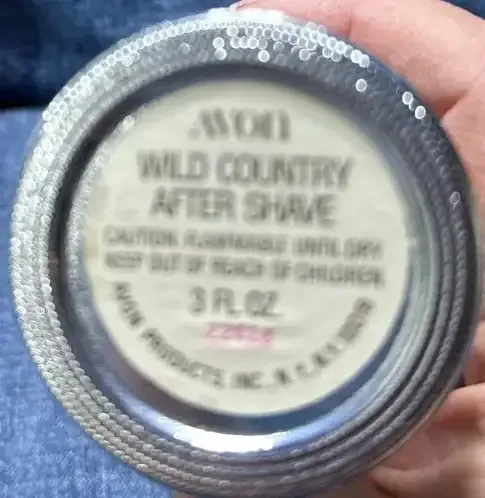 AVON
WILD COUNTRY
AFTER SHAVE
CAUTION: FLAMMABLE UNTIL DRY.
KEEP OUT OF REACH OF CHILDREN.
3 FL. OZ.
AVON PRODUCTS, INC., N.Y., N.Y. 10019